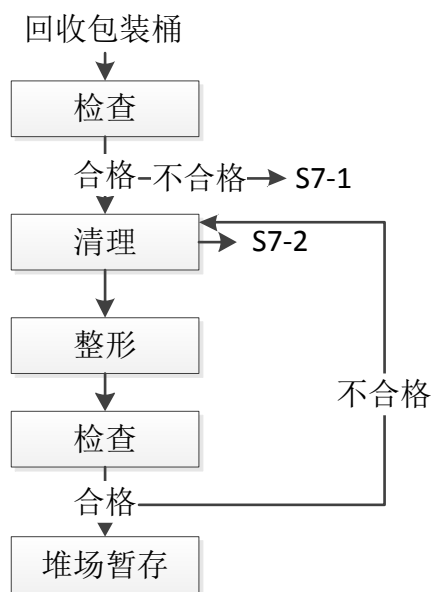 回收包装桶
检查
合格 不合格 S7-1
清理 S7-2
整形
不合格
检查
合格
堆场暂存